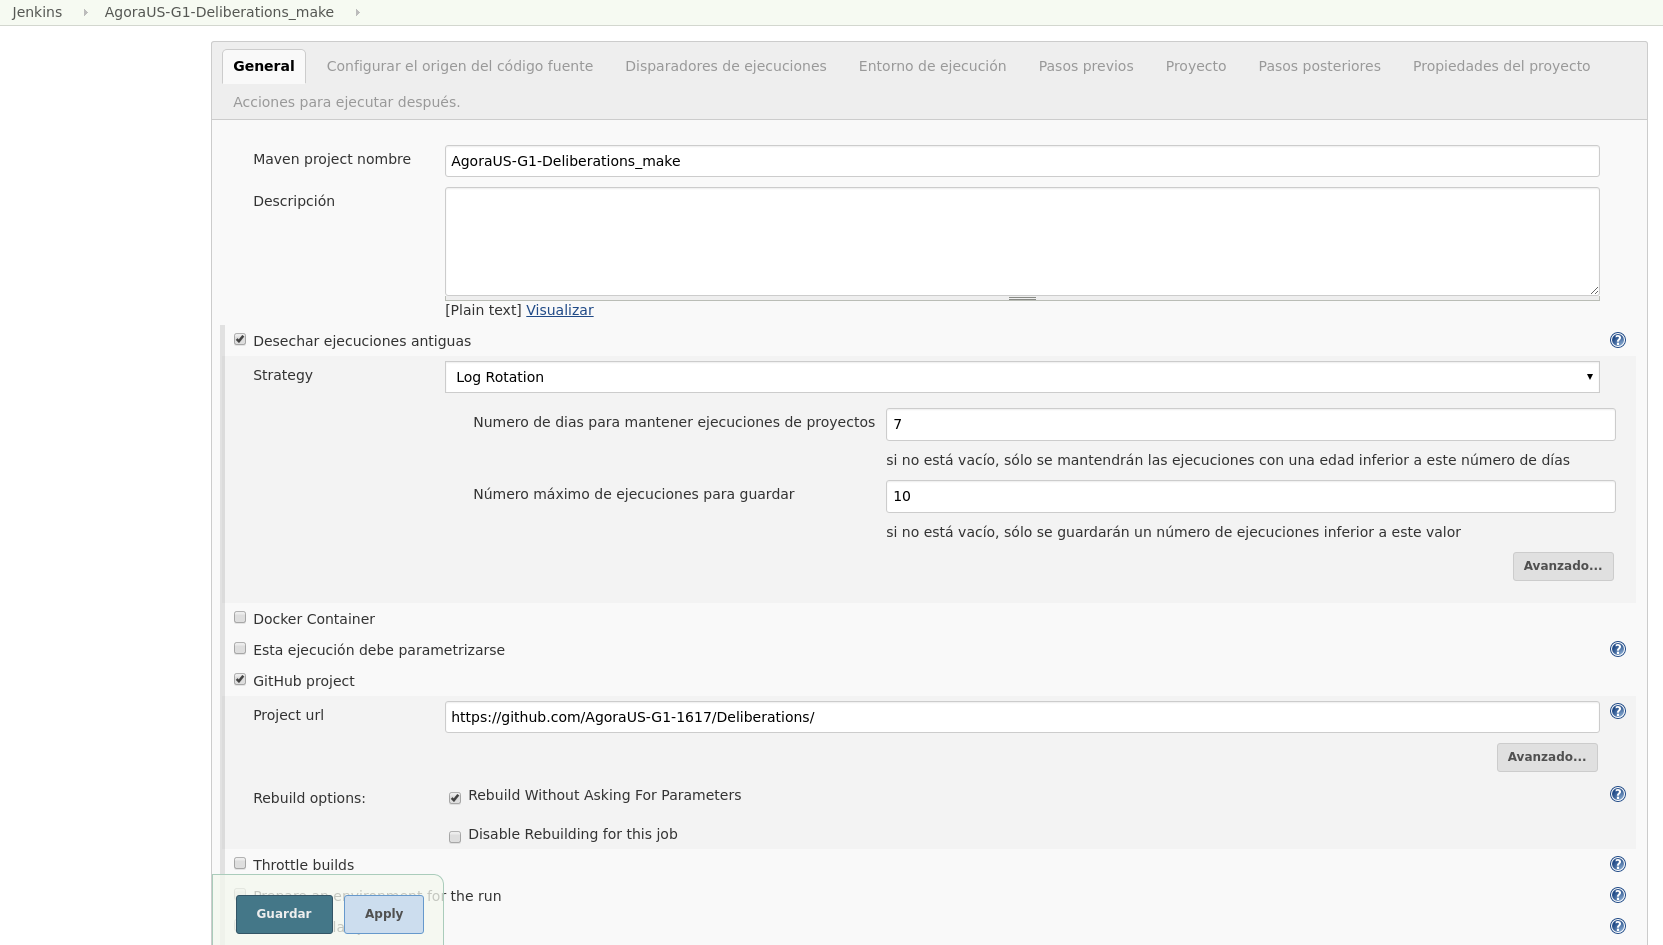 Jenkins AgoraUS-G1-Deliberations_make
General Configurar el origen del código fuente Disparadores de ejecuciones Entorno de ejecución Pasos previos Proyecto Pasos posteriores Propiedades del proyecto
Acciones para ejecutar después.
Maven project nombre AgoraUS-G1-Deliberations_make
Descripción
[Plain text] Visualizar
Desechar ejecuciones antiguas
Strategy Log Rotation
Numero de dias para mantener ejecuciones de proyectos 7
si no está vacío, sólo se mantendrán las ejecuciones con una edad inferior a este número de días
Número máximo de ejecuciones para guardar 10
si no está vacío, sólo se guardarán un número de ejecuciones inferior a este valor
Avanzado...
Docker Container
Esta ejecución debe parametrizarse
GitHub project
Project url https://github.com/AgoraUS-G1-1617/Deliberations/
Avanzado...
Rebuild options: Rebuild Without Asking For Parameters
Disable Rebuilding for this job
Throttle builds
Prepare an environment for the run
Guardar Apply